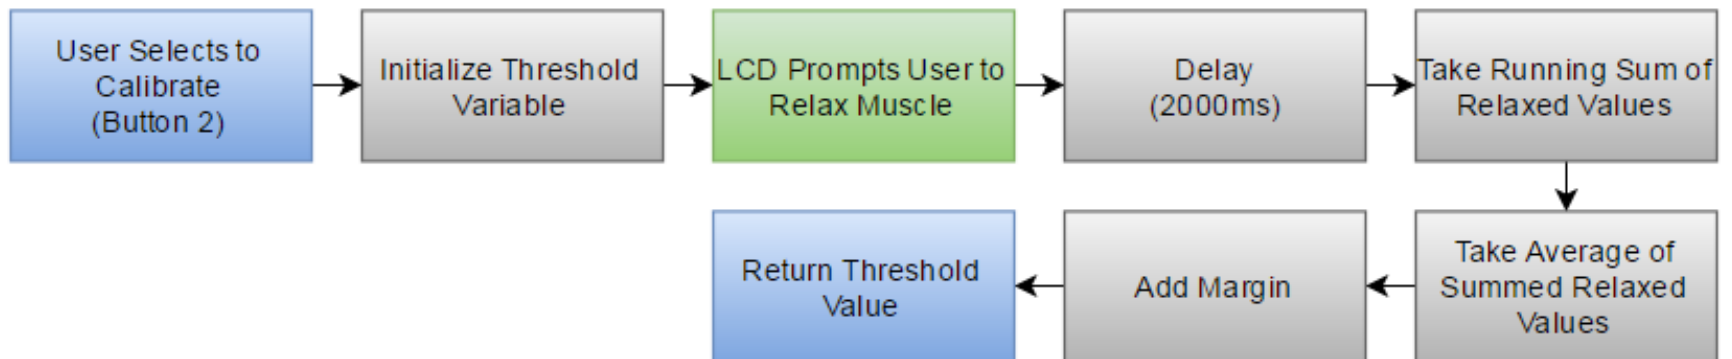 User Selects to
Calibrate
(Button 2)
Initialize Threshold
Variable
LCD Prompts User to
Relax Muscle
Delay
(2000ms)
Take Running Sum of
Relaxed Values
Take Average of
Summed Relaxed
Values
Add Margin
Return Threshold
Value